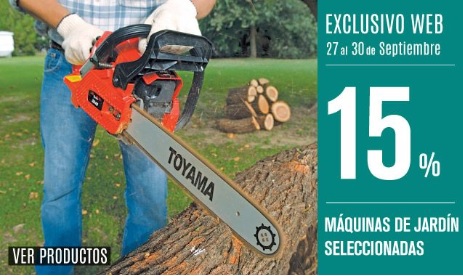 EXCLUSIVO WEB
27 al 30 de Septiembre
15%
MÁQUINAS DE JARDÍN
SELECCIONADAS
TOYAMA
VER PRODUCTOS